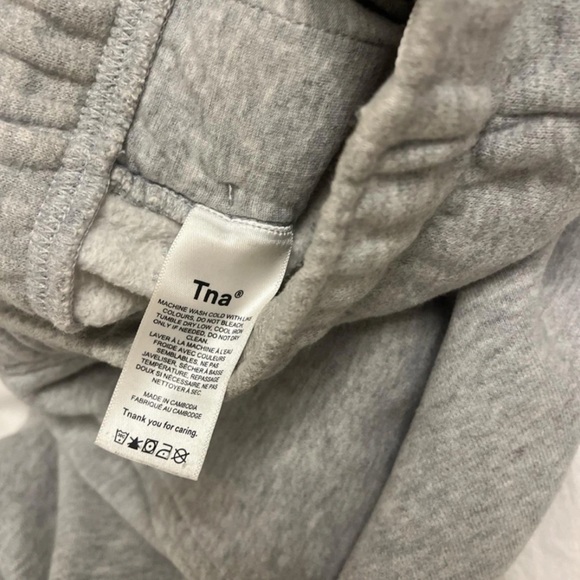 Tna®
MACHINE WASH COLD WITH LIKE
COLOURS, DO NOT BLEACH
TUMBLE DRY LOW, COOL IRON
ONLY IF NEEDED, DO NOT DRY
CLEAN.
LAVER À LA MACHINE À L'EAU
FROIDE AVEC COULEURS
SEMBLABLES, NE PAS
JAVELISER, SÉCHER À BASSE
TEMPÉRATURE, REPASSAGE
DOUX SI NÉCESSAIRE, NE PAS
NETTOYER À SEC.
MADE IN CAMBODIA
FABRIQUÉ AU CAMBODGE
Tnank you for caring.